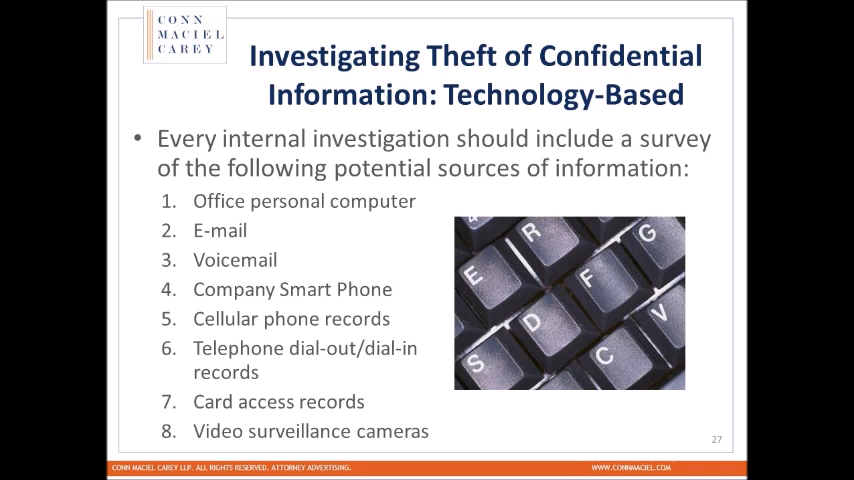 CONN
MACIEL
CAREY
Investigating Theft of Confidential
Information: Technology-Based
• Every internal investigation should include a survey
of the following potential sources of information:
1. Office personal computer
2. E-mail
3. Voicemail
4. Company Smart Phone
5. Cellular phone records
6. Telephone dial-out/dial-in
records
7. Card access records
8. Video surveillance cameras
4
R
G
E
F
D
V
S
C
27
CONN MACIEL CAREY LLP. ALL RIGHTS RESERVED. ATTORNEY ADVERTISING.
WWW.CONNMACIEL.COM